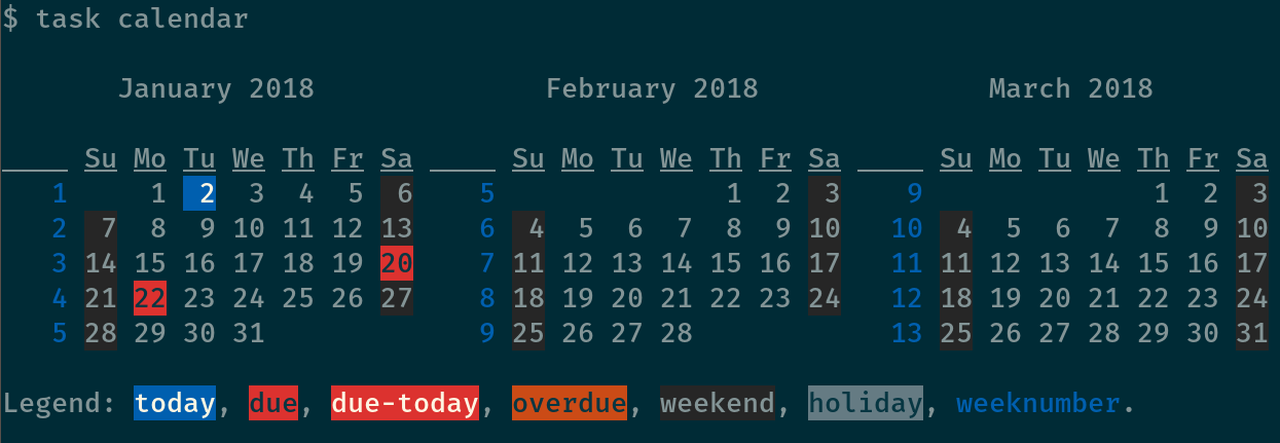 $ task calendar
January 2018 February 2018 March 2018
Su Mo Tu We Th Fr Sa Su Mo Tu We Th Fr Sa Su Mo Tu We Th Fr Sa
1 1 2 3 4 5 6 5 1 2 3 9 1 2 3
2 7 8 9 10 11 12 13 6 4 5 6 7 8 9 10 10 4 5 6 7 8 9 10
3 14 15 16 17 18 19 20 7 11 12 13 14 15 16 17 11 11 12 13 14 15 16 17
4 21 22 23 24 25 26 27 8 18 19 20 21 22 23 24 12 18 19 20 21 22 23 24
5 28 29 30 31 9 25 26 27 28 13 25 26 27 28 29 30 31
Legend: today, due, due-today, overdue, weekend, holiday, weeknumber.